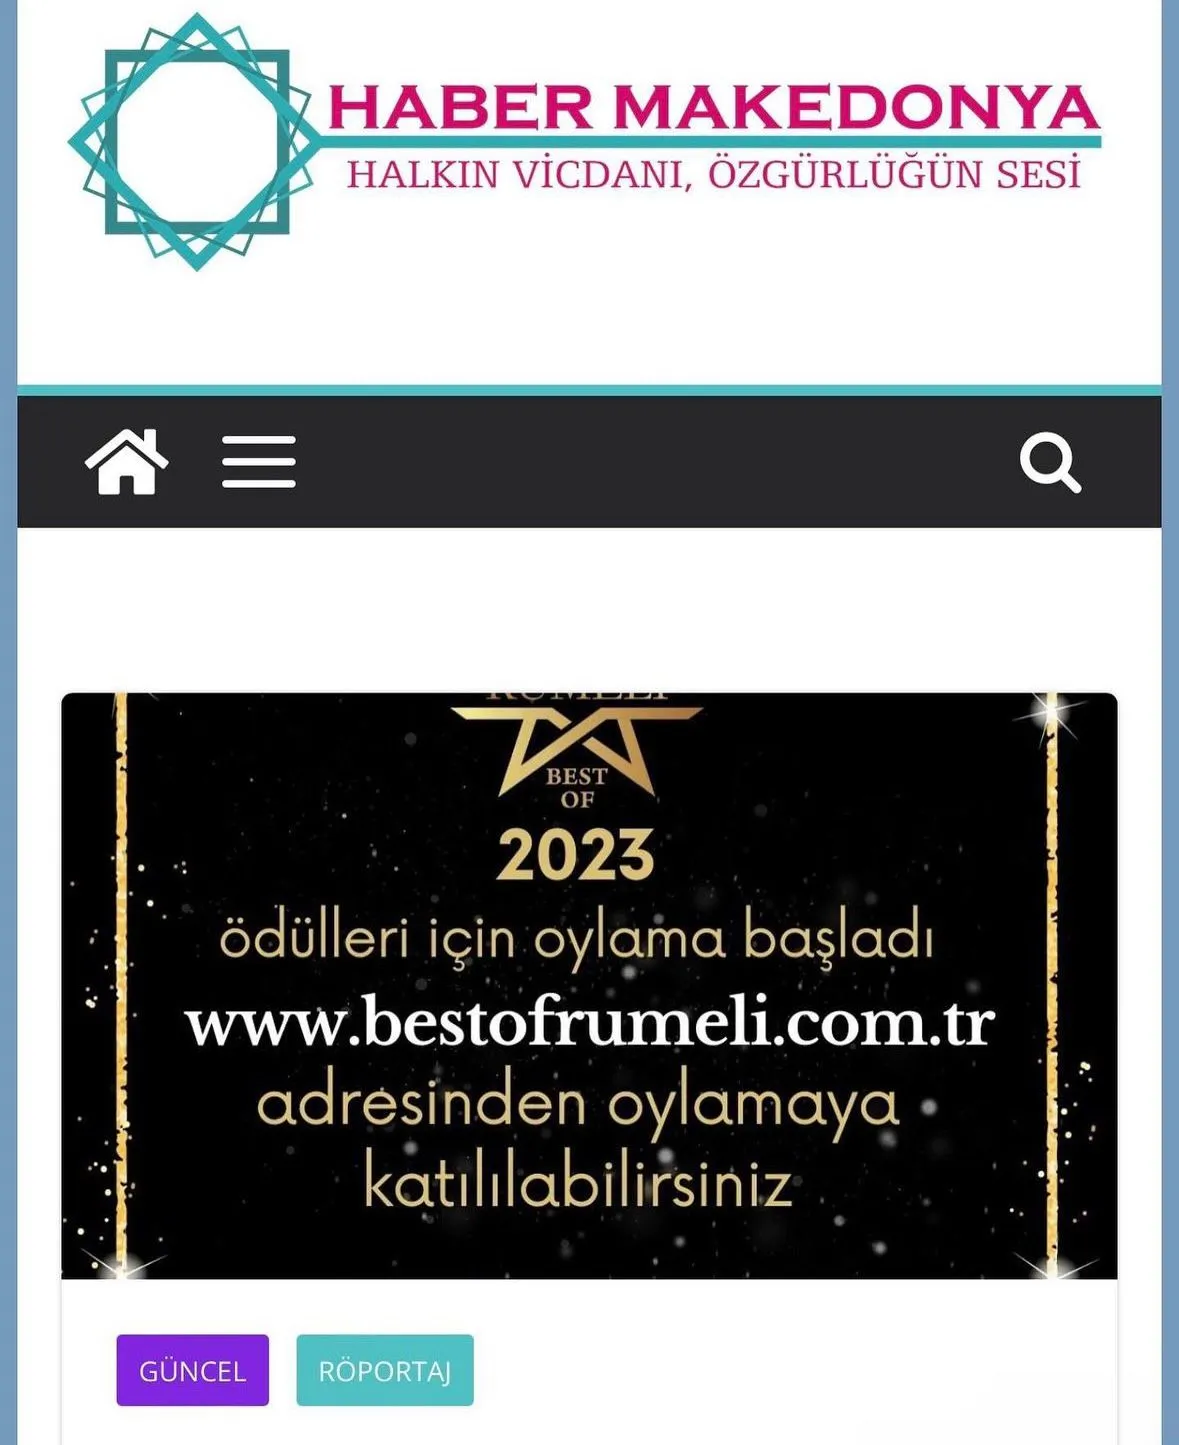 HABER MAKEDONYA
HALKIN VİCDANI, ÖZGÜRLÜĞÜN SESİ
RUMELİ
BEST
OF
2023
ödülleri için oylama başladı
www.bestofrumeli.com.tr
adresinden oylamaya
katılılabilirsiniz
GÜNCEL
RÖPORTAJ